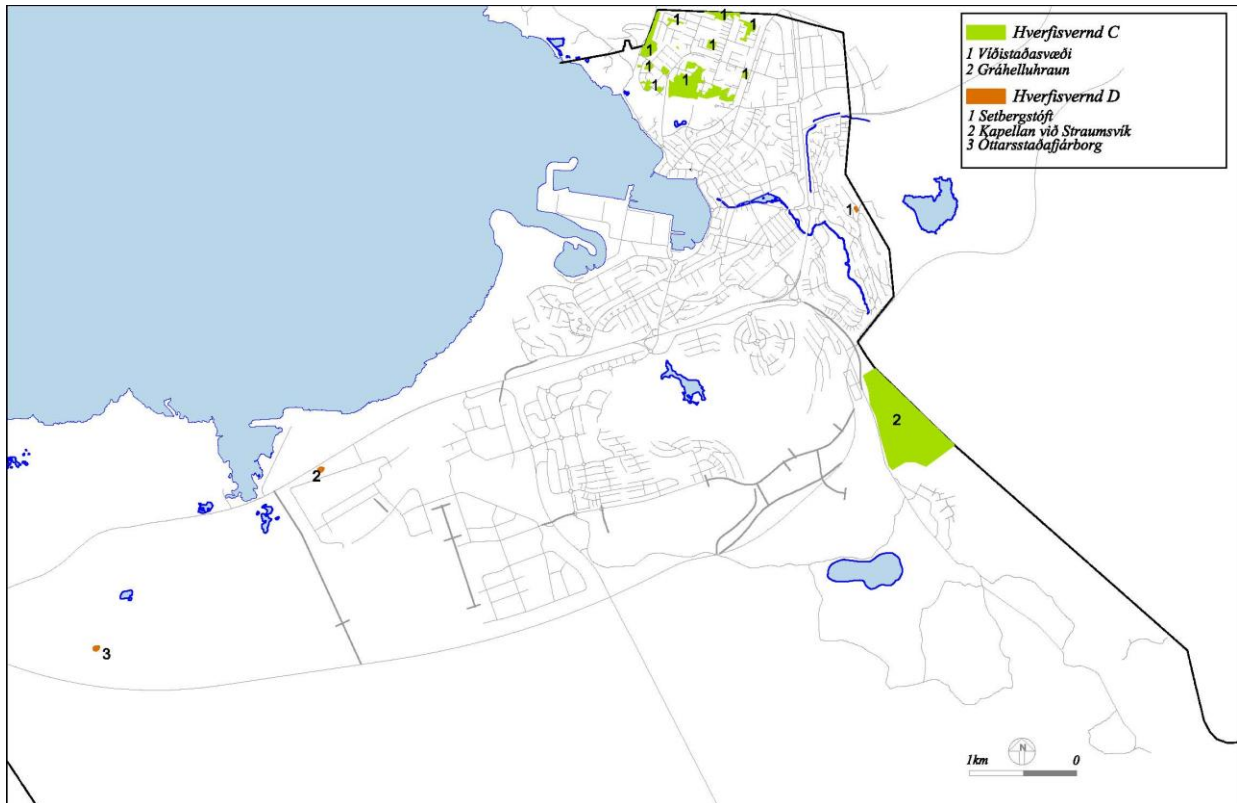 Hverfisvernd C
1 Víðistaðasvæði
2 Gráhelluhraun
Hverfisvernd D
1 Setbergstóft
2 Kapellan við Straumsvík
3 Óttarsstaðafjárborg
1
1
1
1
1
1
1
1
1
1
2
2
3
N
1km 0